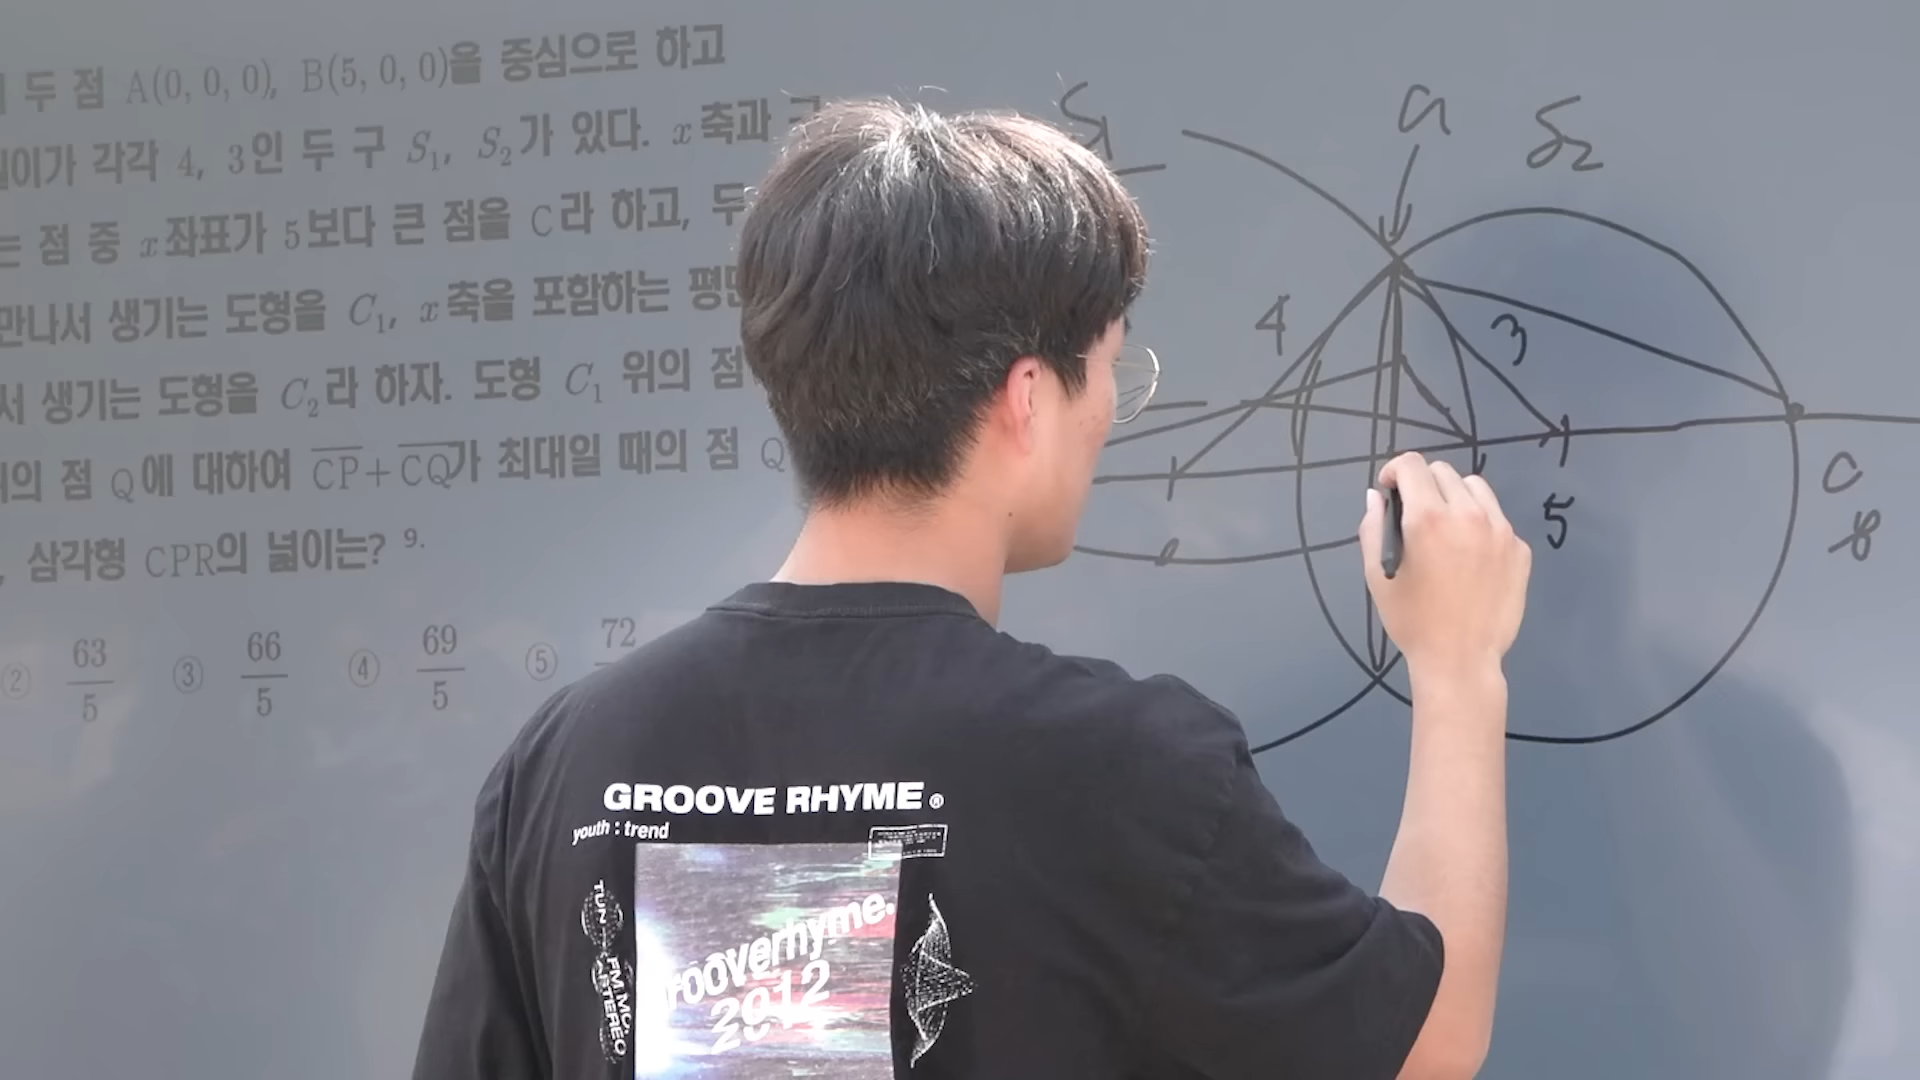 두 점 A(0, 0, 0), B(5, 0, 0)을 중심으로 하고
각각 4, 3인 두 구 S₁, S₂가 있다. x축과
는 점 중 x좌표가 5보다 큰 점을 C라 하고, 두
만나서 생기는 도형을 C₁, x축을 포함하는
서 생기는 도형을 C₂라 하자. 도형 C₁ 위의 점
의 점 Q에 대하여 CP+CQ가 최대일 때의 점 Q
, 삼각형 CPR의 넓이는? 9.
② 63/5 ③ 66/5 ④ 69/5 ⑤ 72
S₁
S₂
4
3
5
C
8
GROOVE RHYME ®
youth : trend
grooverhyme.
2012